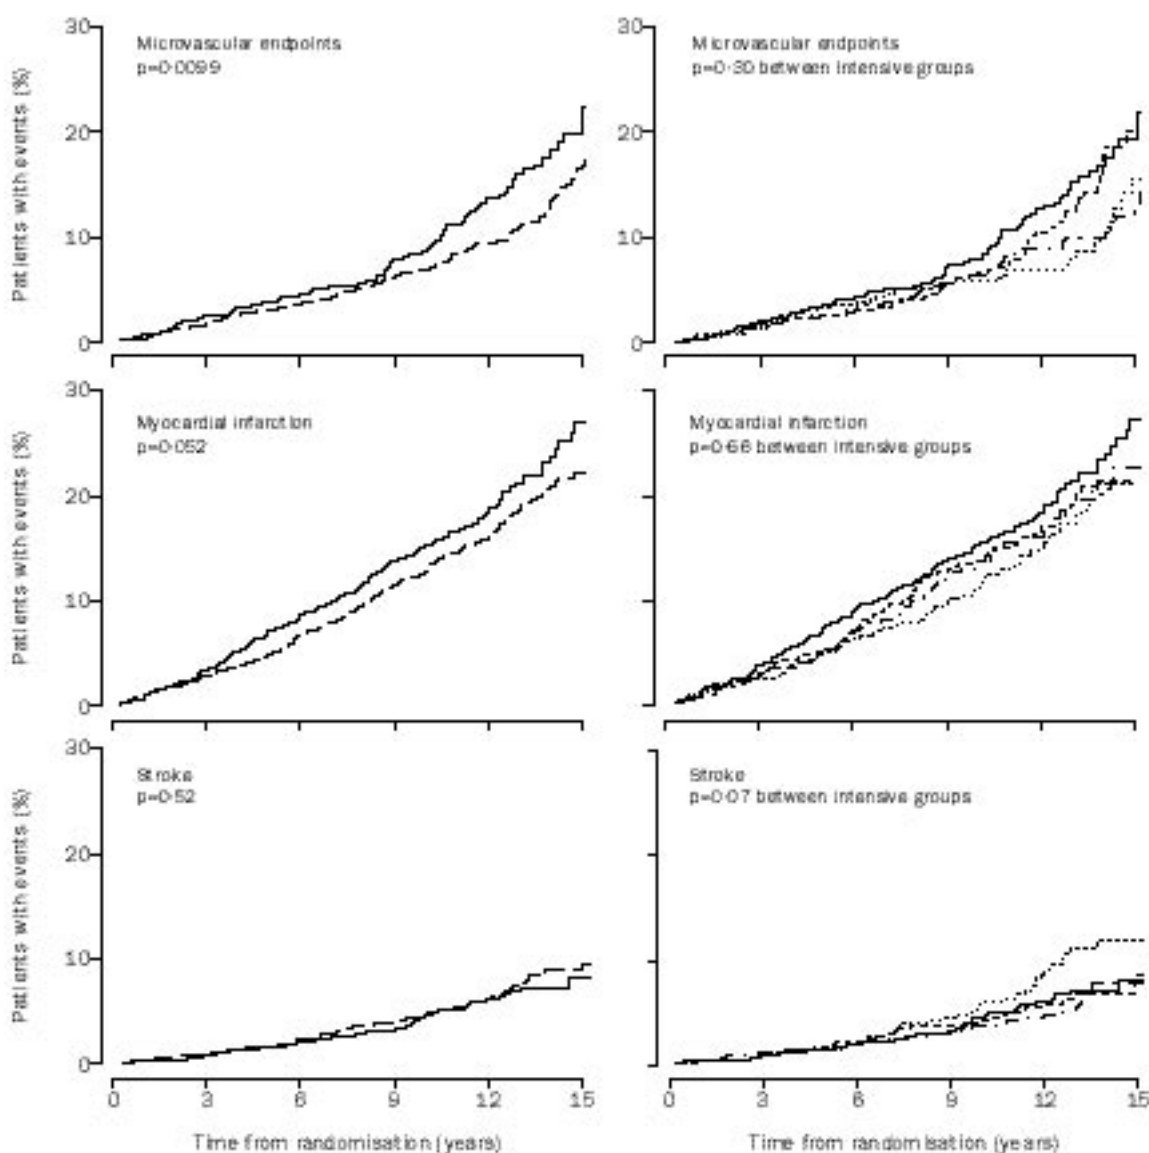 30
Microvascular endpoints
p=0·0099
20
10
0
Patients with events (%)
30
Microvascular endpoints
p=0·30 between intensive groups
20
10
0
30
Myocardial infarction
p=0·052
20
10
0
Patients with events (%)
Myocardial infarction
p=0·66 between intensive groups
30
Stroke
p=0·52
20
10
0
Patients with events (%)
0 3 6 9 12 15
Time from randomisation (years)
Stroke
p=0·07 between intensive groups
0 3 6 9 12 15
Time from randomisation (years)